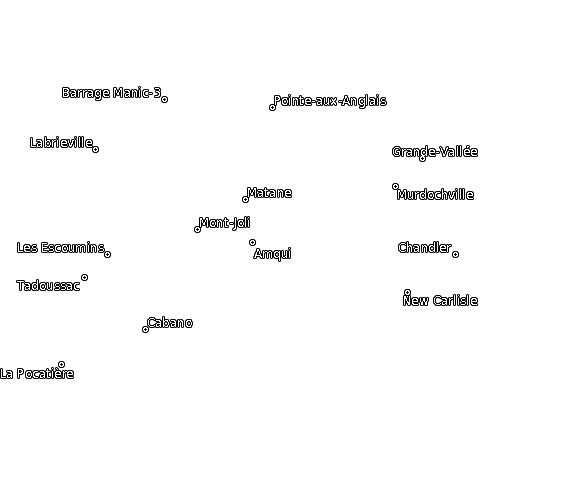 Barrage Manic-3
Pointe-aux-Anglais
Labrieville
Grande-Vallée
Matane
Murdochville
Mont-Joli
Les Escoumins
Amqui
Chandler
Tadoussac
New Carlisle
Cabano
La Pocatière